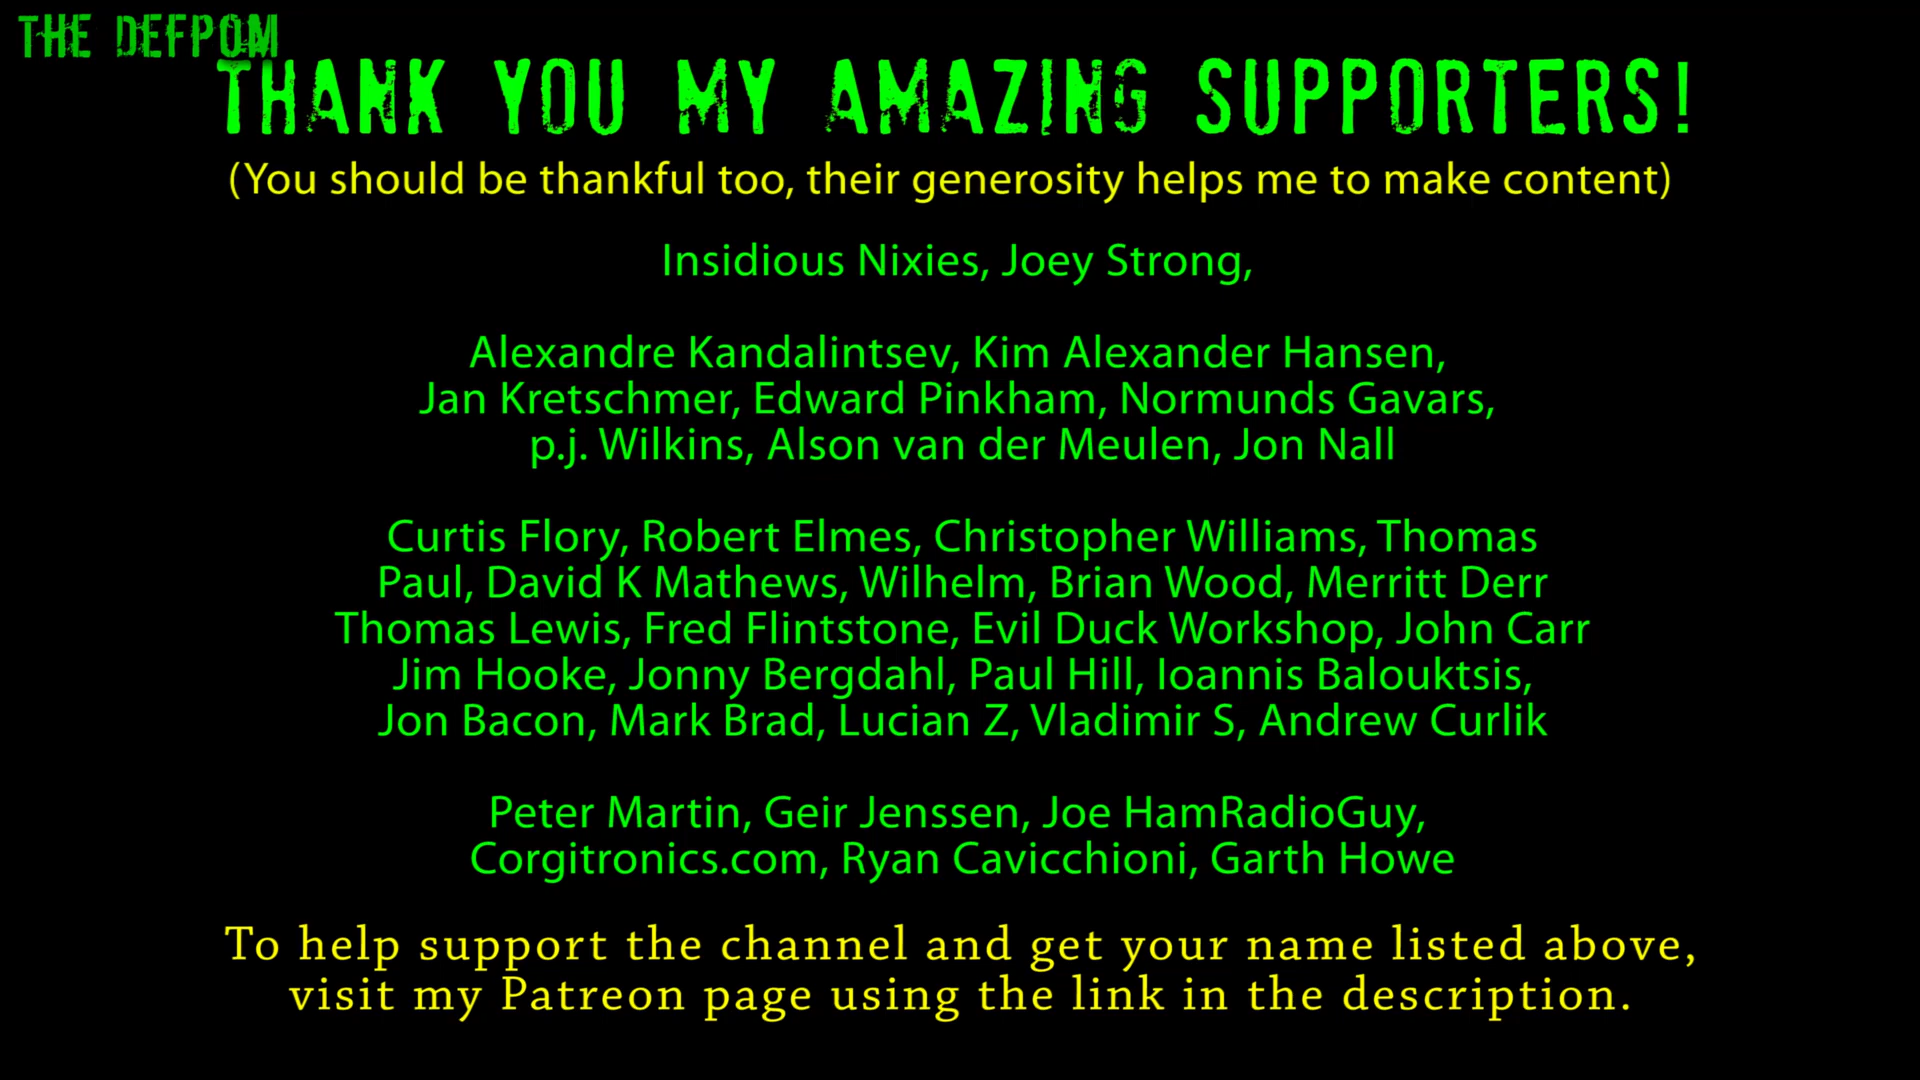 THE DEFPOM
THANK YOU MY AMAZING SUPPORTERS!
(You should be thankful too, their generosity helps me to make content)
Insidious Nixies, Joey Strong,
Alexandre Kandalintsev, Kim Alexander Hansen,
Jan Kretschmer, Edward Pinkham, Normunds Gavars,
p.j. Wilkins, Alson van der Meulen, Jon Nall
Curtis Flory, Robert Elmes, Christopher Williams, Thomas
Paul, David K Mathews, Wilhelm, Brian Wood, Merritt Derr
Thomas Lewis, Fred Flintstone, Evil Duck Workshop, John Carr
Jim Hooke, Jonny Bergdahl, Paul Hill, Ioannis Balouktsis,
Jon Bacon, Mark Brad, Lucian Z, Vladimir S, Andrew Curlik
Peter Martin, Geir Jenssen, Joe HamRadioGuy,
Corgitronics.com, Ryan Cavicchioni, Garth Howe
To help support the channel and get your name listed above,
visit my Patreon page using the link in the description.